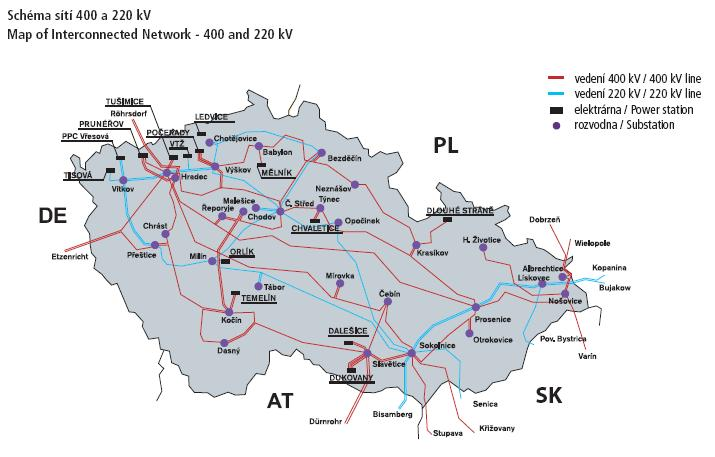 Schéma sítí 400 a 220 kV
Map of Interconnected Network - 400 and 220 kV
vedení 400 kV / 400 kV line
vedení 220 kV / 220 kV line
elektrárna / Power station
rozvodna / Substation
TUŠIMICE
Röhrsdorf
LEDVICE
PRUNÉŘOV
POČERADY
PPC Vřesová
VTŽ
Chotějovice
Babylon
Bezděčín
PL
TISOVÁ
Vítkov
Hradec
Výškov
MĚLNÍK
Neznášov
DE
Malešice
Řeporyje
Chodov
Č. Střed
Týnec
CHVALETICE
Opočínek
DLOUHÉ STRÁNĚ
Dobrzeň
Wielopole
Chrást
Přeštice
Etzenricht
Milín
ORLÍK
Krasíkov
H. Životice
Albrechtice
Kopanina
Lískovec
Bujakow
Nošovice
Tábor
TEMELÍN
Mírovka
Čebín
Kočín
Prosenice
Otrokovice
Dasný
DALEŠICE
Slavětice
Sokolnice
DUKOVANY
Pov. Bystrica
Varín
AT
SK
Dürnrohr
Bisamberg
Senica
Stupava
Křižovany